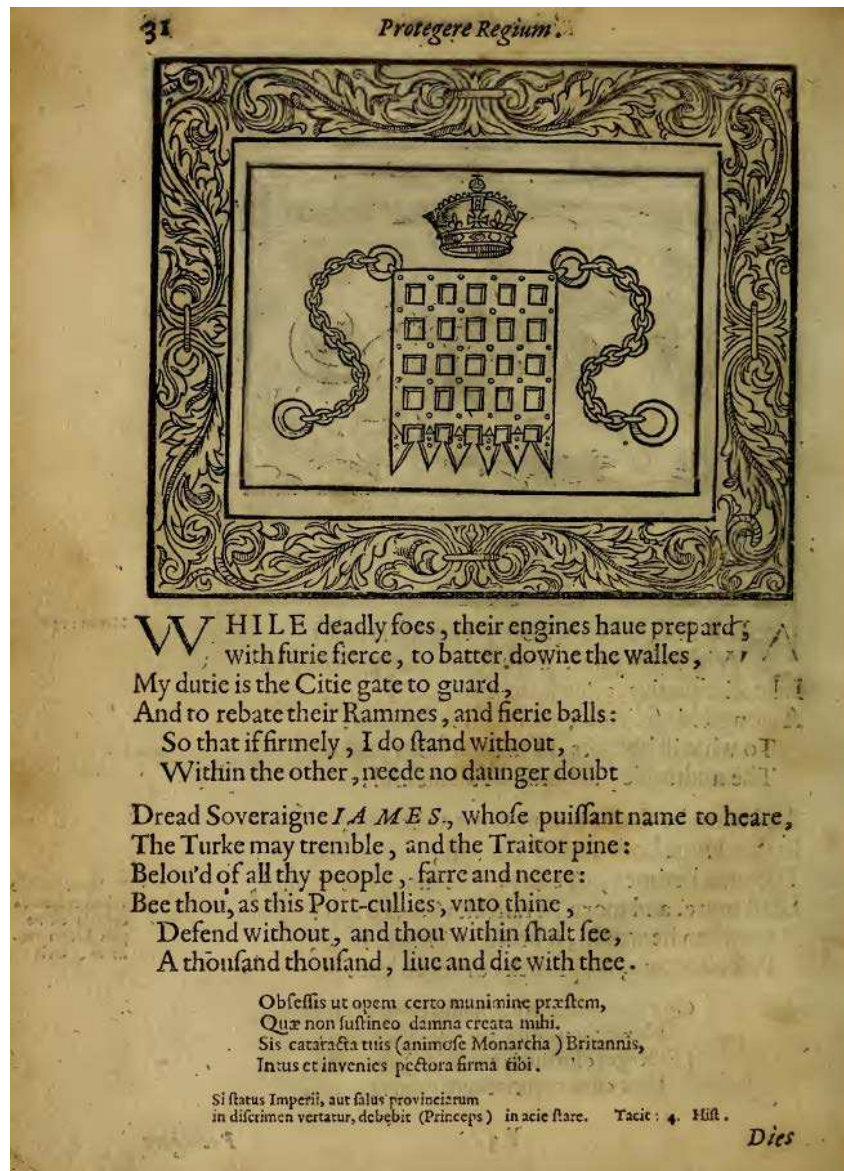 31 Protegere Regium.
WHILE deadly foes, their engines haue prepard,
with furie fierce, to batter downe the walles,
My dutie is the Citie gate to guard,
And to rebate their Rammes, and fierie balls:
So that if firmely, I do ſtand without,
Within the other, neede no daunger doubt
Dread Soveraigne IAMES., whoſe puiſſant name to heare,
The Turke may tremble, and the Traitor pine:
Belou'd of all thy people, farre and neere:
Bee thou, as this Port-cullies, vnto thine,
Defend without, and thou within ſhalt ſee,
A thouſand thouſand, liue and die with thee.
Obſeſſis ut opem certo munimine præſtem,
Quæ non ſuſtineo damna creata mihi.
Sis cataracta tuis (animoſe Monarcha) Britannis,
Intus et invenies pectora firma tibi.
Si ſtatus Imperii, aut ſalus provinciarum
in diſcrimen vertatur, debebit (Princeps) in acie ſtare. Tacit: 4. Hiſt.
Dies